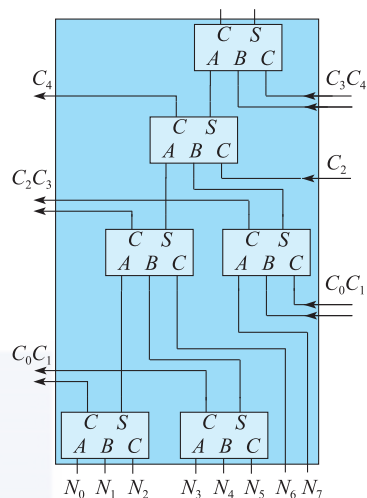 C S
A B C
C₃C₄
C₄
C S
A B C
C₂
C₂C₃
C S
C S
A B C
A B C
C₀C₁
C₀C₁
C S
C S
A B C
A B C
N₀ N₁ N₂ N₃ N₄ N₅ N₆ N₇